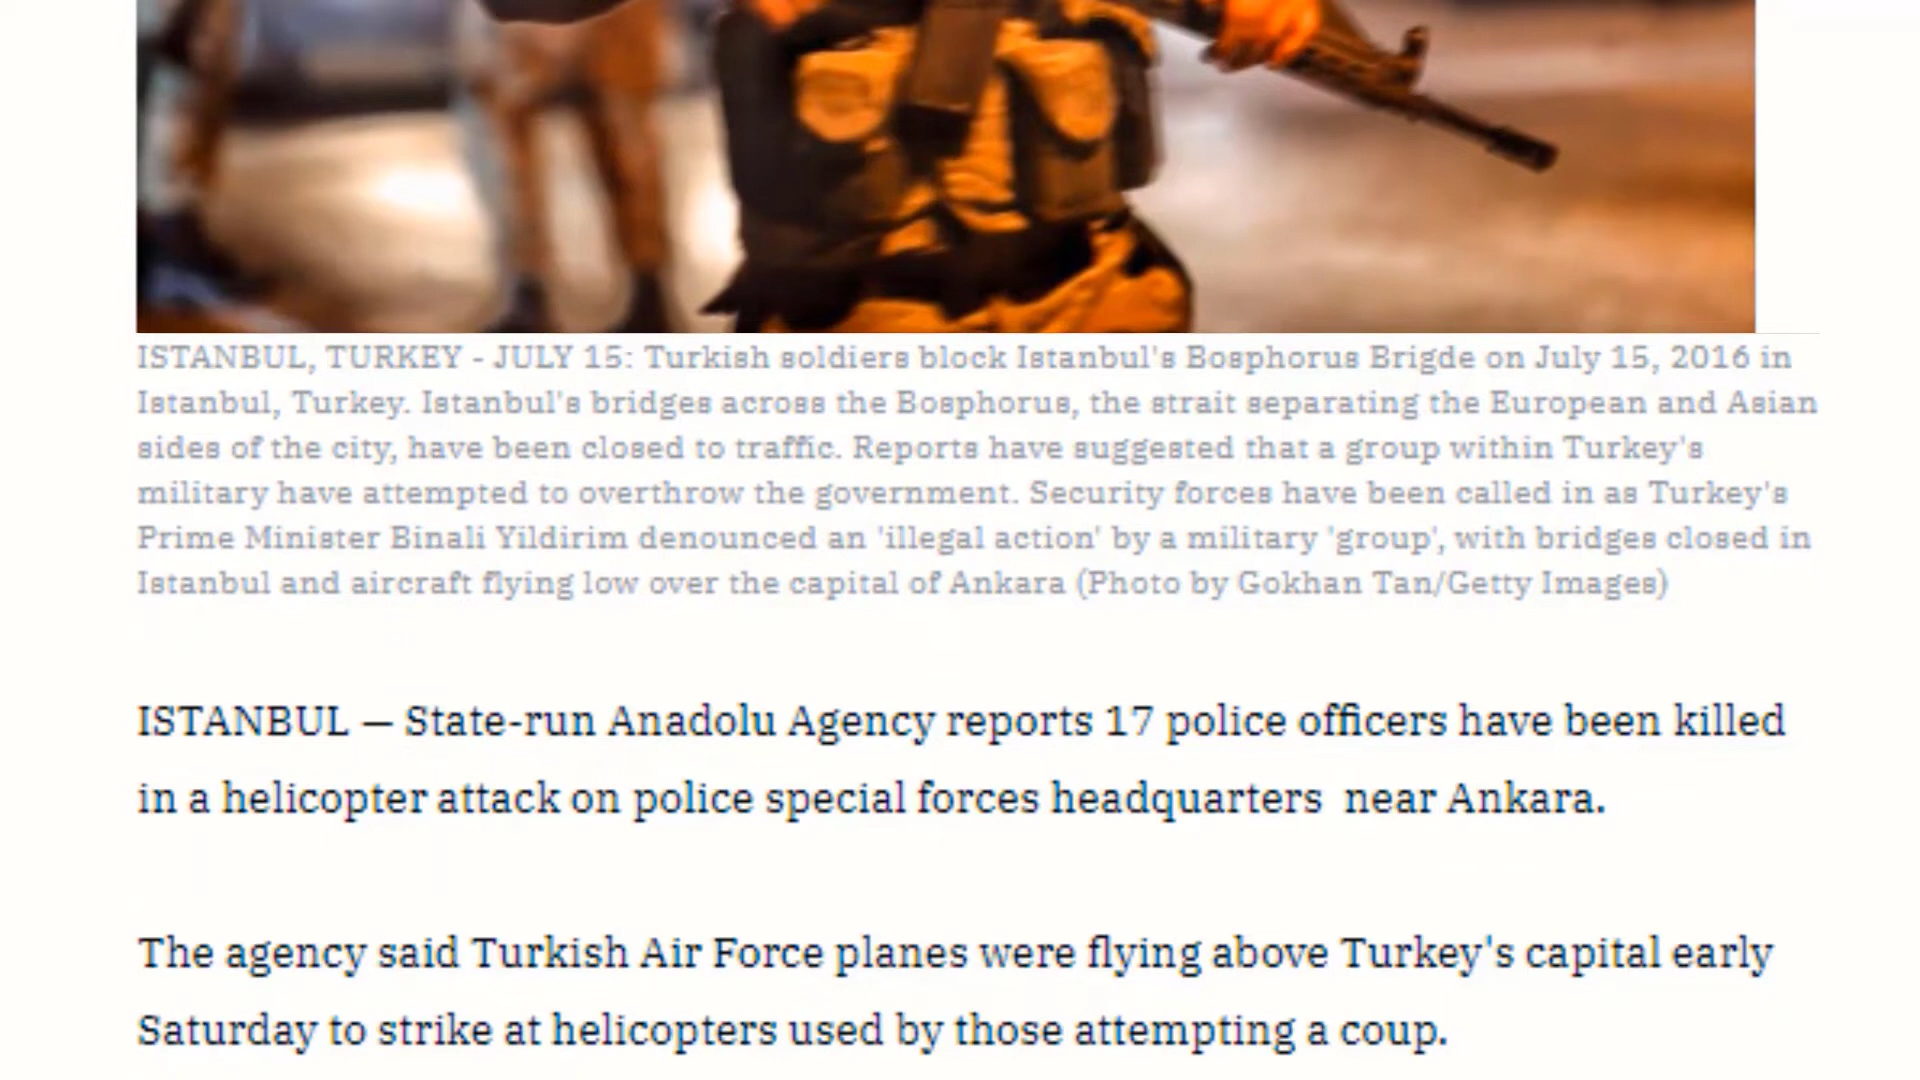 ISTANBUL, TURKEY - JULY 15: Turkish soldiers block Istanbul's Bosphorus Brigde on July 15, 2016 in
Istanbul, Turkey. Istanbul's bridges across the Bosphorus, the strait separating the European and Asian
sides of the city, have been closed to traffic. Reports have suggested that a group within Turkey's
military have attempted to overthrow the government. Security forces have been called in as Turkey's
Prime Minister Binali Yildirim denounced an 'illegal action' by a military 'group', with bridges closed in
Istanbul and aircraft flying low over the capital of Ankara (Photo by Gokhan Tan/Getty Images)
ISTANBUL — State-run Anadolu Agency reports 17 police officers have been killed
in a helicopter attack on police special forces headquarters  near Ankara.
The agency said Turkish Air Force planes were flying above Turkey's capital early
Saturday to strike at helicopters used by those attempting a coup.